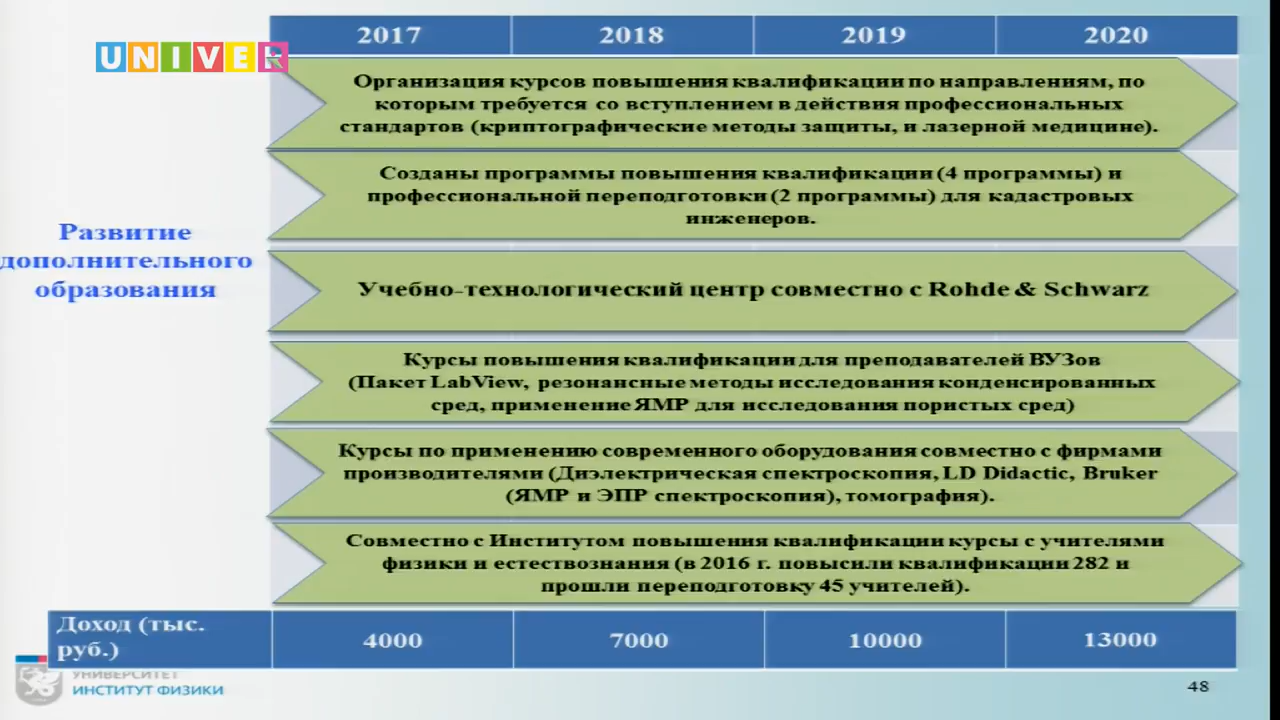 UNIVER
2017 2018 2019 2020
Организация курсов повышения квалификации по направлениям, по
которым требуется со вступлением в действия профессиональных
стандартов (криптографические методы защиты, и лазерной медицине).
Созданы программы повышения квалификации (4 программы) и
профессиональной переподготовки (2 программы) для кадастровых
инженеров.
Развитие
дополнительного
образования
Учебно-технологический центр совместно с Rohde & Schwarz
Курсы повышения квалификации для преподавателей ВУЗов
(Пакет LabView, резонансные методы исследования конденсированных
сред, применение ЯМР для исследования пористых сред)
Курсы по применению современного оборудования совместно с фирмами
производителями (Диэлектрическая спектроскопия, LD Didactic, Bruker
(ЯМР и ЭПР спектроскопия), томография).
Совместно с Институтом повышения квалификации курсы с учителями
физики и естествознания (в 2016 г. повысили квалификации 282 и
прошли переподготовку 45 учителей).
Доход (тыс.
руб.)
4000 7000 10000 13000
УНИВЕРСИТЕТ
ИНСТИТУТ ФИЗИКИ
48